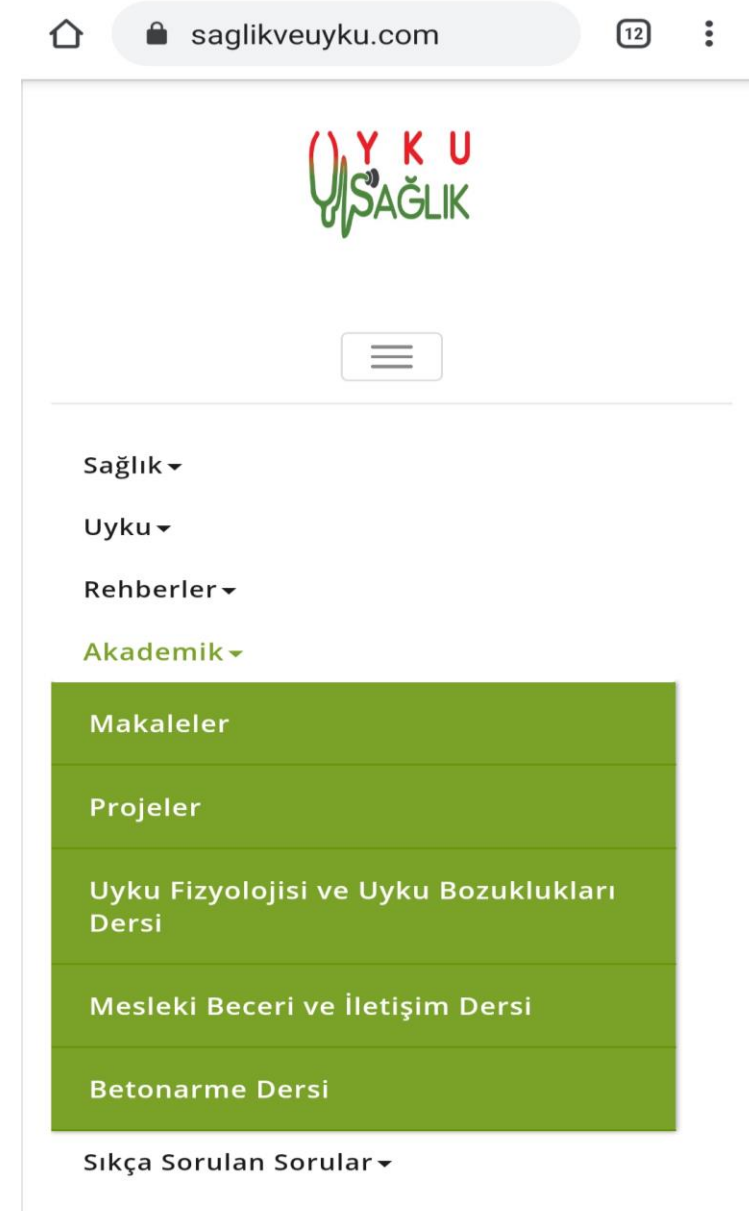 saglikveuyku.com
12
UYKU
SAĞLIK
Sağlık
Uyku
Rehberler
Akademik
Makaleler
Projeler
Uyku Fizyolojisi ve Uyku Bozuklukları
Dersi
Mesleki Beceri ve İletişim Dersi
Betonarme Dersi
Sıkça Sorulan Sorular